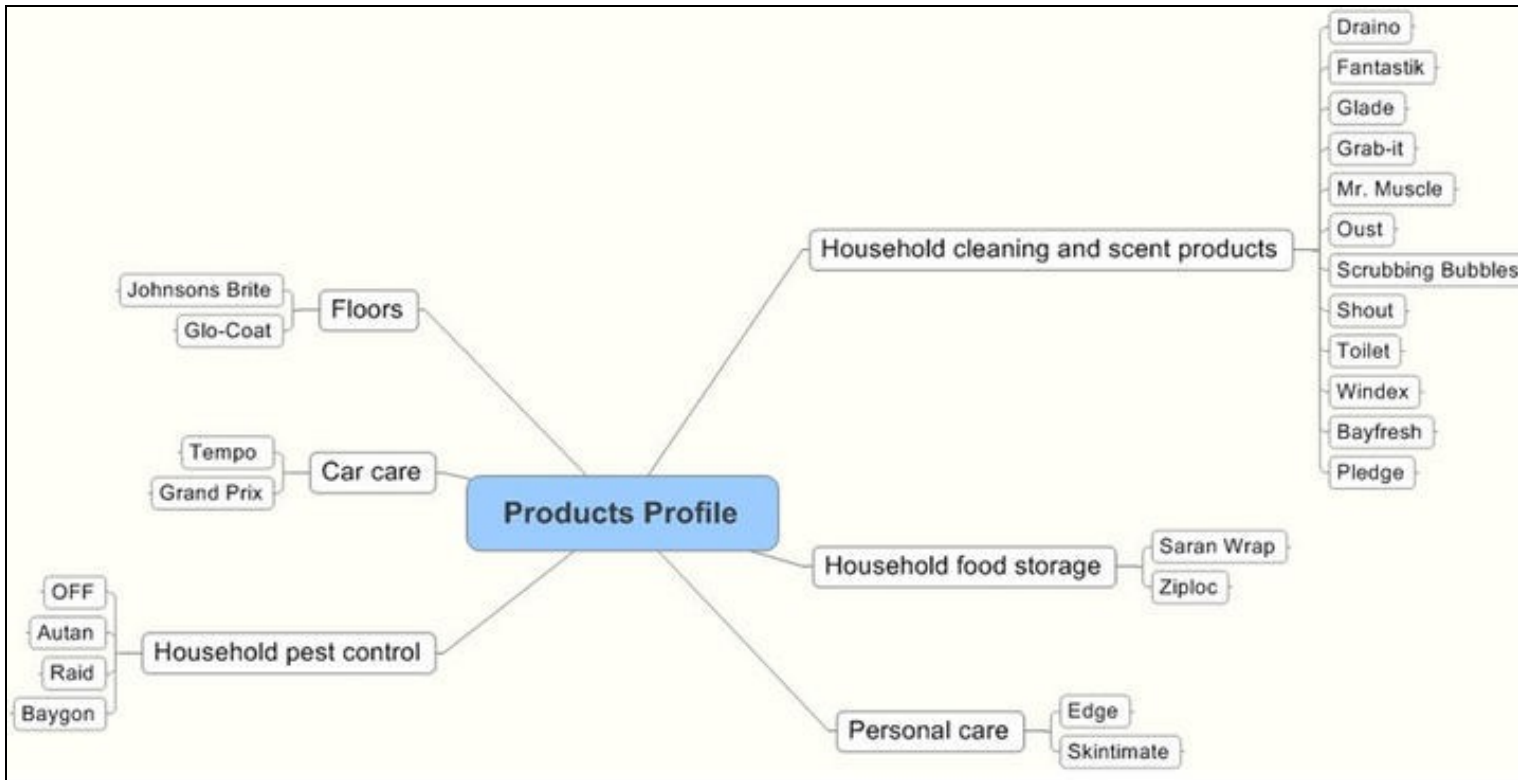 Products Profile
Household cleaning and scent products
Draino
Fantastik
Glade
Grab-it
Mr. Muscle
Oust
Scrubbing Bubbles
Shout
Toilet
Windex
Bayfresh
Pledge
Household food storage
Saran Wrap
Ziploc
Personal care
Edge
Skintimate
Floors
Johnsons Brite
Glo-Coat
Car care
Tempo
Grand Prix
Household pest control
OFF
Autan
Raid
Baygon